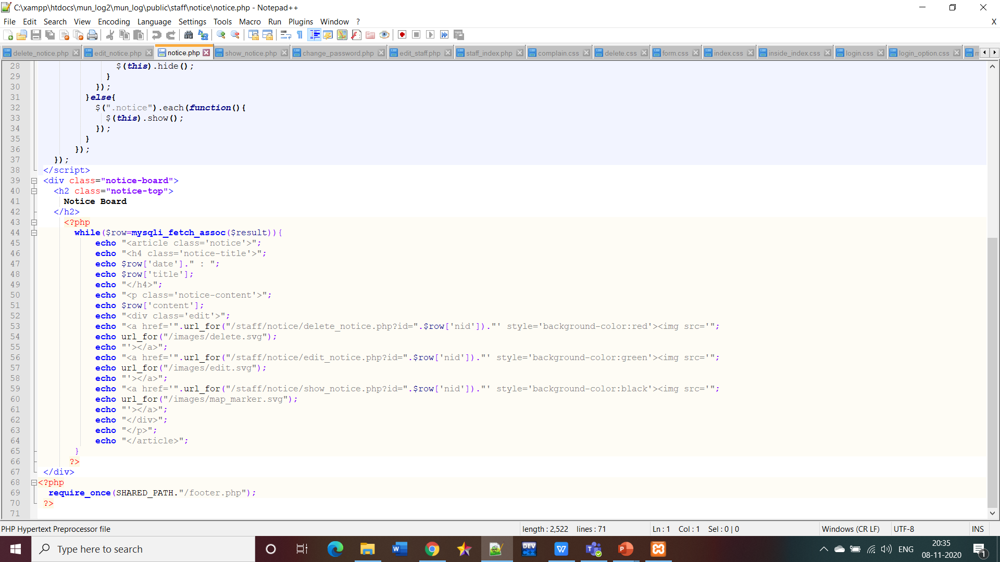 C:\xampp\htdocs\mun_log2\mun_log\public\staff\notice\notice.php - Notepad++
File Edit Search View Encoding Language Settings Tools Macro Run Plugins Window ? X
delete_notice.php edit_notice.php notice.php show_notice.php change_password.php edit_staff.php staff_index.php complain.css delete.css form.css index.css inside_index.css login.css login_option.css
28 $(this).hide();
29 }
30 });
31 }else{
32 $(".notice").each(function(){
33 $(this).show();
34 });
35 }
36 });
37 });
38 </script>
39 <div class="notice-board">
40 <h2 class="notice-top">
41 Notice Board
42 </h2>
43 <?php
44 while($row=mysqli_fetch_assoc($result)){
45 echo "<article class='notice'>";
46 echo "<h4 class='notice-title'>";
47 echo $row['date']." : ";
48 echo $row['title'];
49 echo "</h4>";
50 echo "<p class='notice-content'>";
51 echo $row['content'];
52 echo "<div class='edit'>";
53 echo "<a href='".url_for("/staff/notice/delete_notice.php?id=".$row['nid'])."' style='background-color:red'><img src='";
54 echo url_for("/images/delete.svg");
55 echo "'></a>";
56 echo "<a href='".url_for("/staff/notice/edit_notice.php?id=".$row['nid'])."' style='background-color:green'><img src='";
57 echo url_for("/images/edit.svg");
58 echo "'></a>";
59 echo "<a href='".url_for("/staff/notice/show_notice.php?id=".$row['nid'])."' style='background-color:black'><img src='";
60 echo url_for("/images/map_marker.svg");
61 echo "'></a>";
62 echo "</div>";
63 echo "</p>";
64 echo "</article>";
65 }
66 ?>
67 </div>
68 <?php
69 require_once(SHARED_PATH."/footer.php");
70 ?>
71
PHP Hypertext Preprocessor file length : 2,522 lines : 71 Ln : 1 Col : 1 Sel : 0 | 0 Windows (CR LF) UTF-8 INS
Type here to search
DEV
ENG
20:35
08-11-2020
1